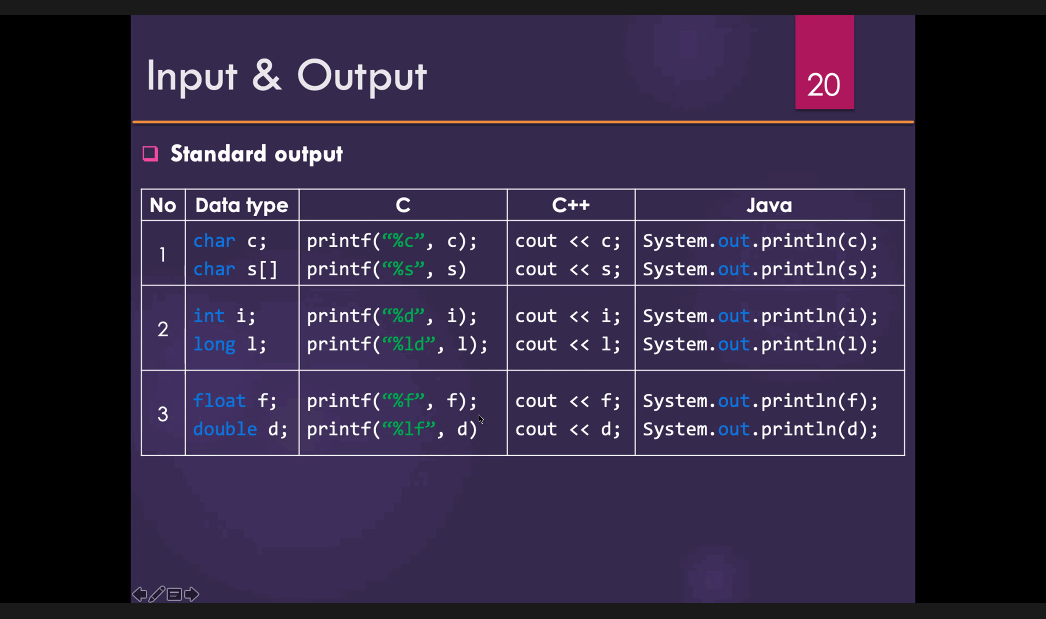 Input & Output
20
Standard output
No Data type C C++ Java
1
char c; printf(“%c”, c); cout << c; System.out.println(c);
char s[] printf(“%s”, s) cout << s; System.out.println(s);
2
int i; printf(“%d”, i); cout << i; System.out.println(i);
long l; printf(“%ld”, l); cout << l; System.out.println(l);
3
float f; printf(“%f”, f); cout << f; System.out.println(f);
double d; printf(“%lf”, d) cout << d; System.out.println(d);